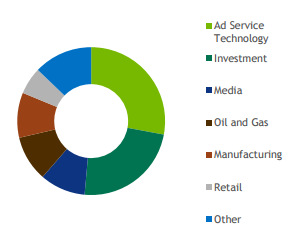 Ad Service
Technology
Investment
Media
Oil and Gas
Manufacturing
Retail
Other